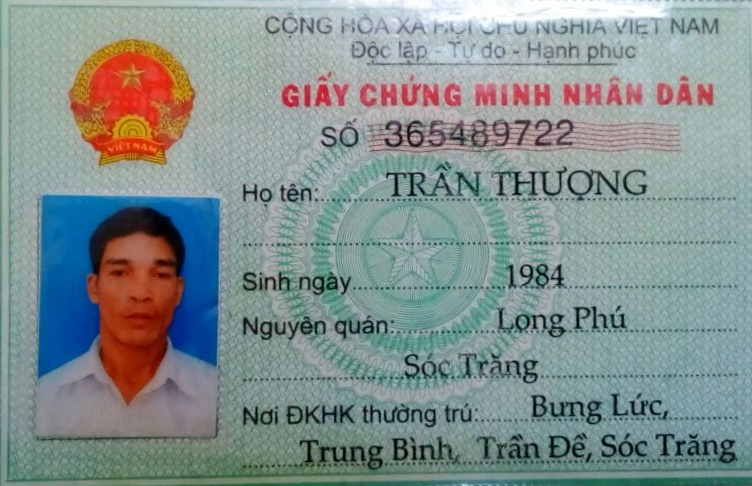 CỘNG HÒA XÃ HỘI CHỦ NGHĨA VIỆT NAM
Độc lập - Tự do - Hạnh phúc
GIẤY CHỨNG MINH NHÂN DÂN
SỐ 365489722
VIỆT NAM
Họ tên: TRẦN THƯỢNG
Sinh ngày 1984
Nguyên quán: Long Phú
Sóc Trăng
Nơi ĐKHK thường trú: Bưng Lức,
Trung Bình, Trần Đề, Sóc Trăng